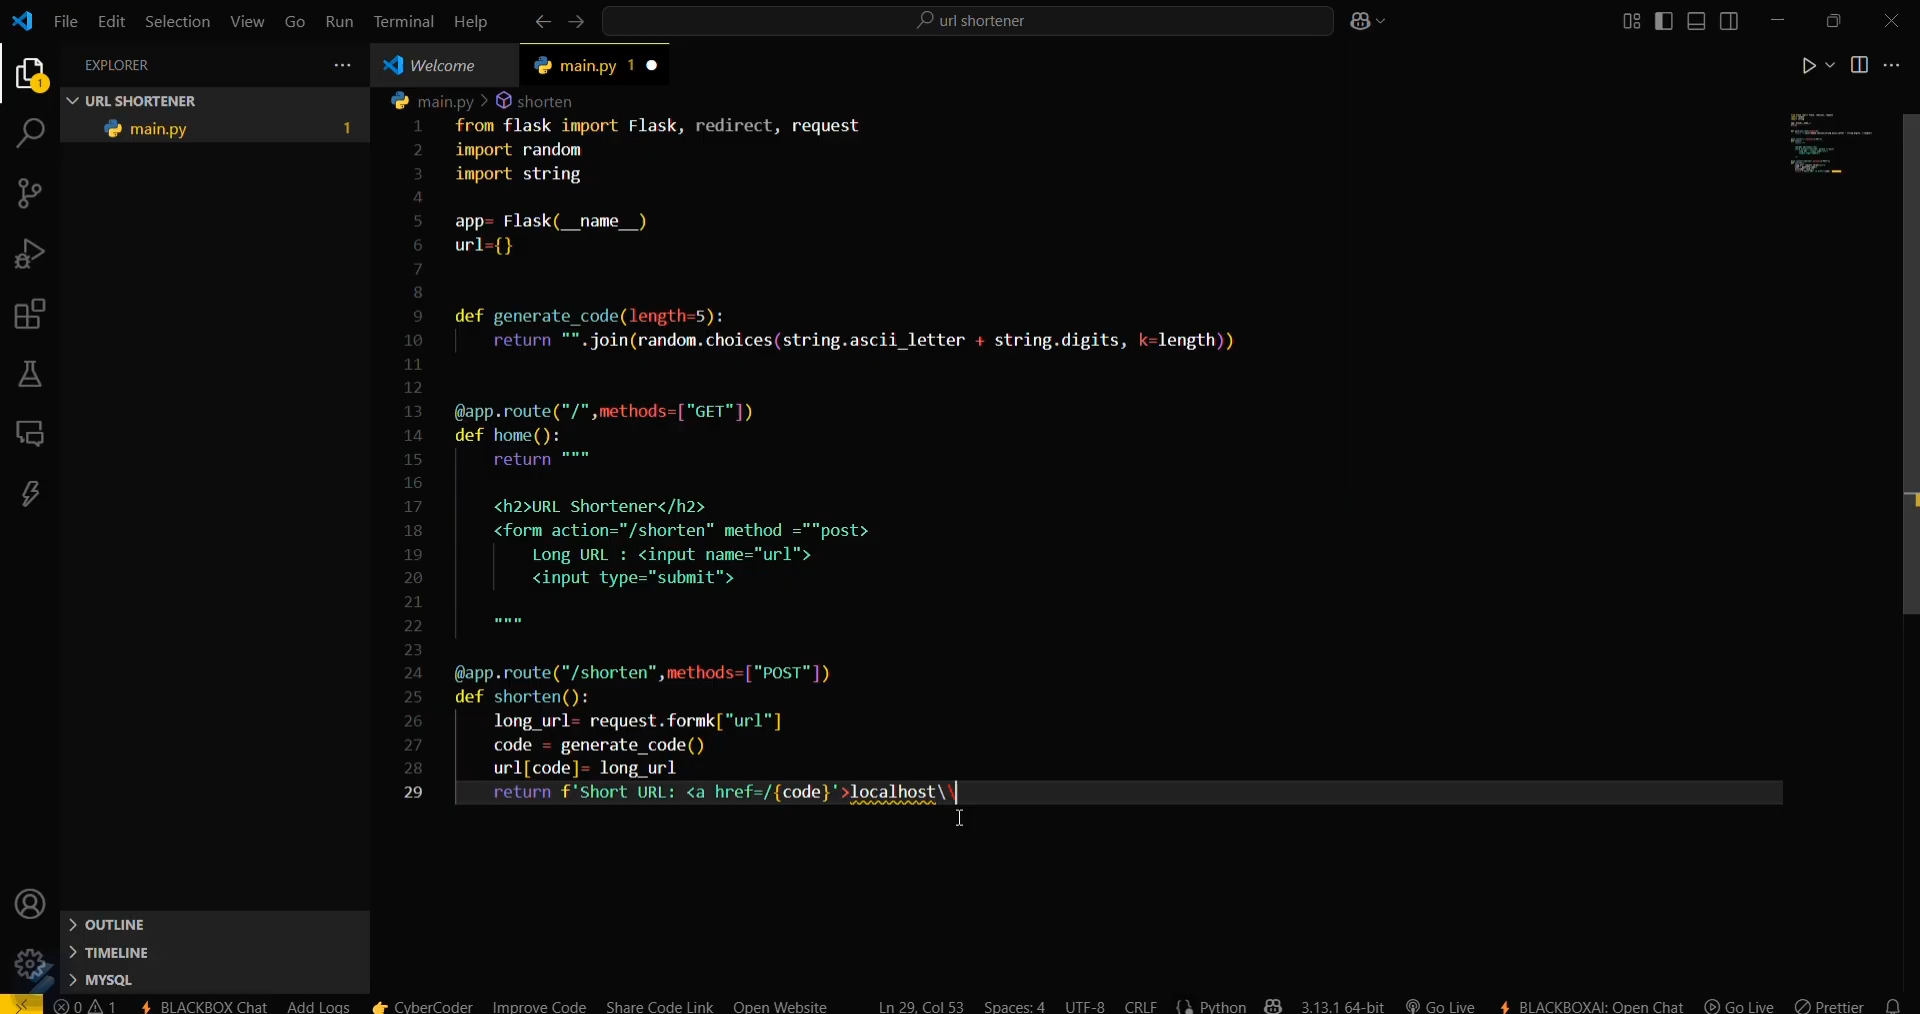 File Edit Selection View Go Run Terminal Help
url shortener
EXPLORER
Welcome
main.py 1
URL SHORTENER
main.py 1
main.py > shorten
1 from flask import Flask, redirect, request
2 import random
3 import string
4
5 app= Flask(__name__)
6 url={}
7
8
9 def generate_code(length=5):
10 return "".join(random.choices(string.ascii_letter + string.digits, k=length))
11
12
13 @app.route("/",methods=["GET"])
14 def home():
15 return """
16
17 <h2>URL Shortener</h2>
18 <form action="/shorten" method =""post>
19 Long URL : <input name="url">
20 <input type="submit">
21
22 """
23
24 @app.route("/shorten",methods=["POST"])
25 def shorten():
26 long_url= request.formk["url"]
27 code = generate_code()
28 url[code]= long_url
29 return f'Short URL: <a href=/{code}'>localhost\\
1
OUTLINE
TIMELINE
MYSQL
0 1 BLACKBOX Chat Add Logs CyberCoder Improve Code Share Code Link Open Website Ln 29, Col 53 Spaces: 4 UTF-8 CRLF {} Python 3.13.1 64-bit Go Live BLACKBOXAI: Open Chat Go Live Prettier